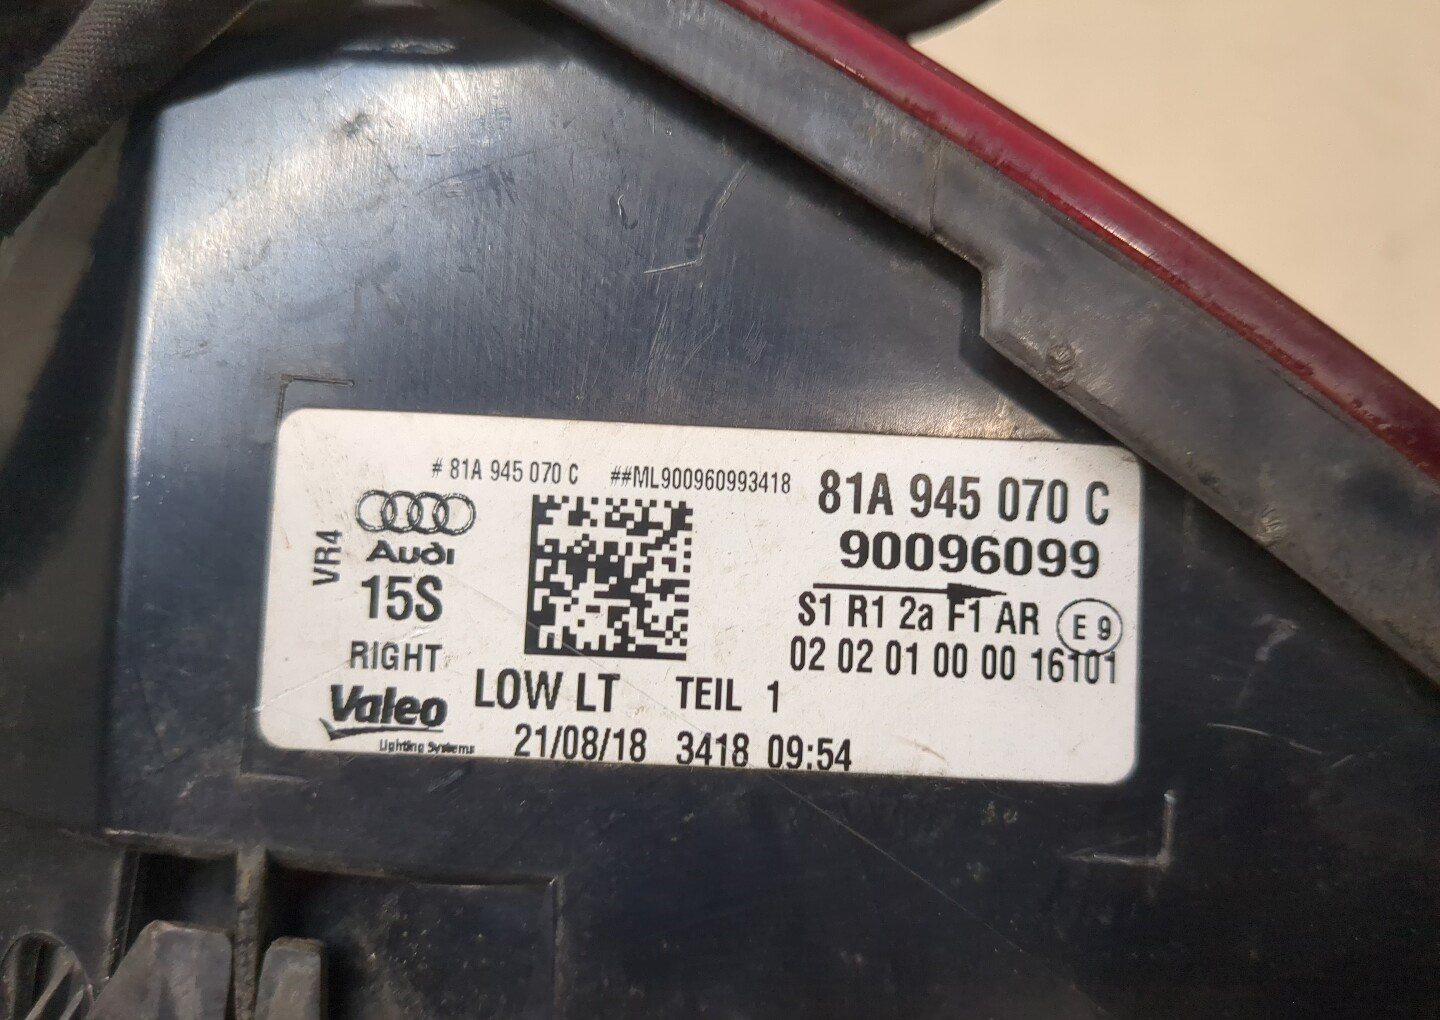 # 81A 945 070 C ##ML900960993418
81A 945 070 C
90096099
VR4
Audi
15S
RIGHT
S1 R1 2a F1 AR E 9
02 02 01 00 00 16101
LOW LT TEIL 1
Valeo
Lighting Systems
21/08/18 3418 09:54